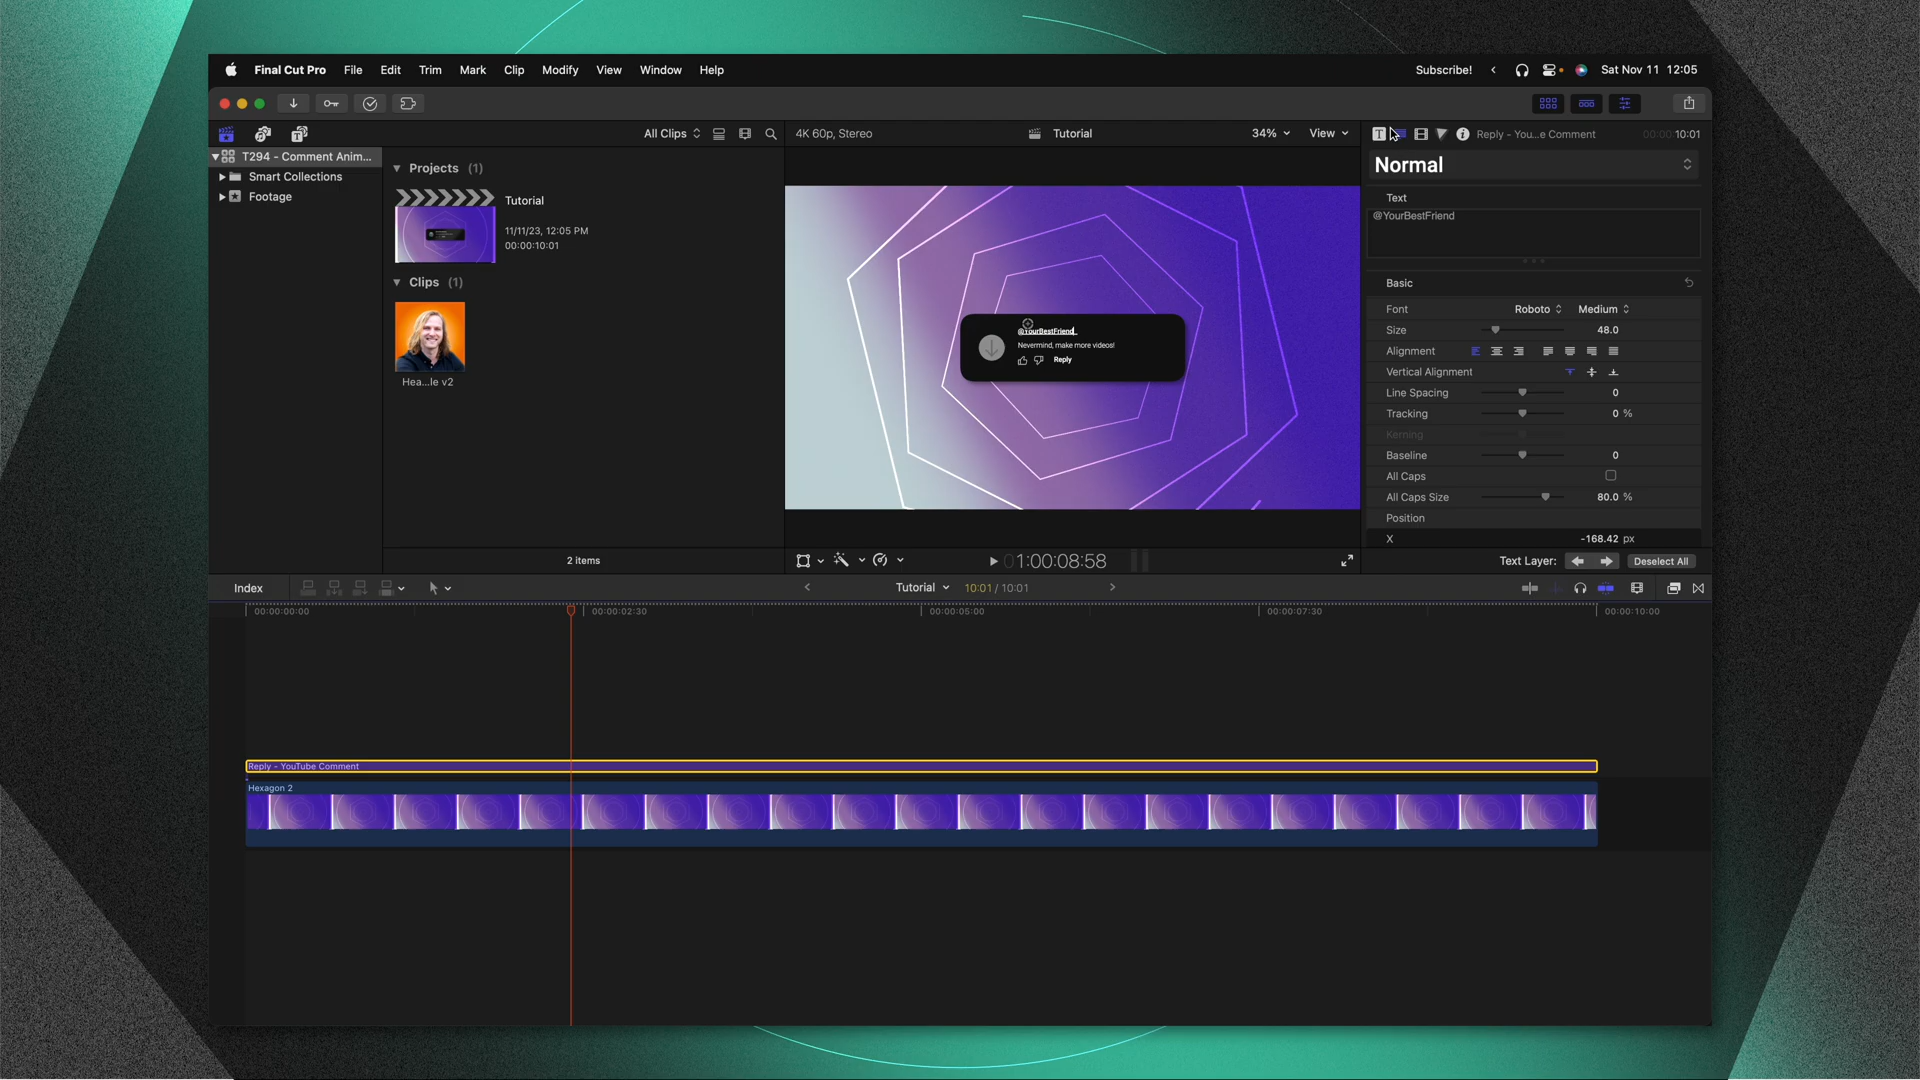 Final Cut Pro File Edit Trim Mark Clip Modify View Window Help Subscribe! Sat Nov 11 12:05
All Clips 4K 60p, Stereo Tutorial 34% View Reply - You...e Comment 00:00:10:01
T294 - Comment Anim...
Smart Collections
Footage
Projects (1)
Tutorial
11/11/23, 12:05 PM
00:00:10:01
Clips (1)
Hea...le v2
2 items
@YourBestFriend
Nevermind, make more videos!
Reply
01:00:08:58
Normal
Text
@YourBestFriend
Basic
Font Roboto Medium
Size 48.0
Alignment
Vertical Alignment
Line Spacing 0
Tracking 0 %
Kerning
Baseline 0
All Caps
All Caps Size 80.0 %
Position
X -168.42 px
Text Layer: Deselect All
Index Tutorial 10:01 / 10:01
00:00:00:00 00:00:02:30 00:00:05:00 00:00:07:30 00:00:10:00
Reply - YouTube Comment
Hexagon 2